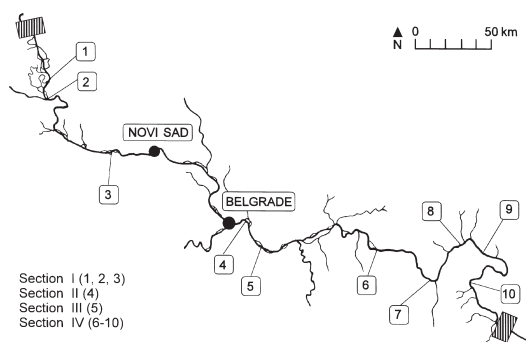 1
2
N
0 50 km
NOVI SAD
3
BELGRADE
8
9
4
5
6
7
10
Section I (1, 2, 3)
Section II (4)
Section III (5)
Section IV (6-10)